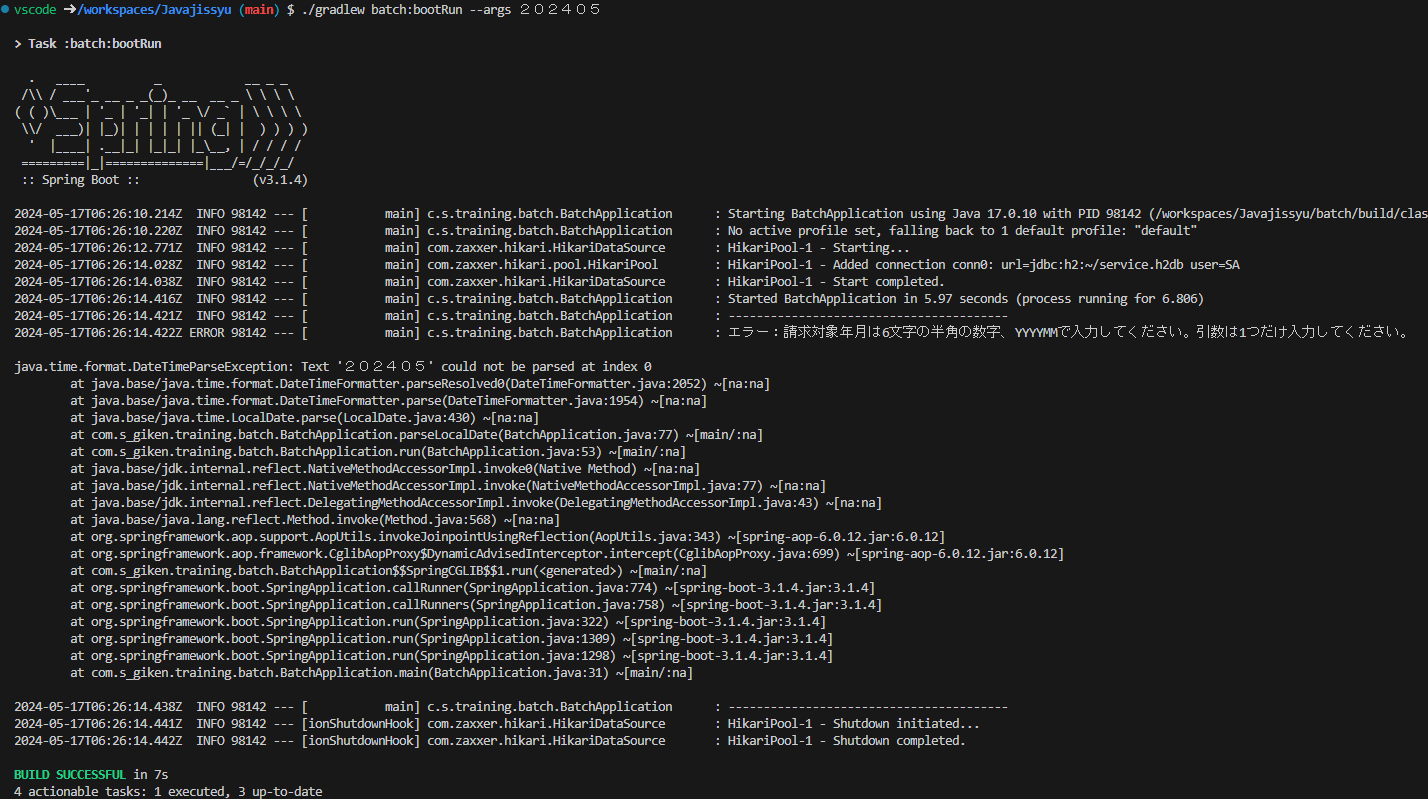 vscode ➜/workspaces/Javajissyu (main) $ ./gradlew batch:bootRun --args ２０２４０５
> Task :batch:bootRun
  .   ____          _            __ _ _
 /\\ / ___'_ __ _ _(_)_ __  __ _ \ \ \ \
( ( )\___ | '_ | '_| | '_ \/ _` | \ \ \ \
 \\/  ___)| |_)| | | | | || (_| |  ) ) ) )
  '  |____| .__|_| |_|_| |_\__, | / / / /
 =========|_|==============|___/=/_/_/_/
 :: Spring Boot ::                (v3.1.4)
2024-05-17T06:26:10.214Z  INFO 98142 --- [           main] c.s.training.batch.BatchApplication      : Starting BatchApplication using Java 17.0.10 with PID 98142 (/workspaces/Javajissyu/batch/build/clas
2024-05-17T06:26:10.220Z  INFO 98142 --- [           main] c.s.training.batch.BatchApplication      : No active profile set, falling back to 1 default profile: "default"
2024-05-17T06:26:12.771Z  INFO 98142 --- [           main] com.zaxxer.hikari.HikariDataSource       : HikariPool-1 - Starting...
2024-05-17T06:26:14.028Z  INFO 98142 --- [           main] com.zaxxer.hikari.pool.HikariPool        : HikariPool-1 - Added connection conn0: url=jdbc:h2:~/service.h2db user=SA
2024-05-17T06:26:14.038Z  INFO 98142 --- [           main] com.zaxxer.hikari.HikariDataSource       : HikariPool-1 - Start completed.
2024-05-17T06:26:14.416Z  INFO 98142 --- [           main] c.s.training.batch.BatchApplication      : Started BatchApplication in 5.97 seconds (process running for 6.806)
2024-05-17T06:26:14.421Z  INFO 98142 --- [           main] c.s.training.batch.BatchApplication      : ----------------------------------------
2024-05-17T06:26:14.422Z ERROR 98142 --- [           main] c.s.training.batch.BatchApplication      : エラー：請求対象年月は6文字の半角の数字、YYYYMMで入力してください。引数は1つだけ入力してください。
java.time.format.DateTimeParseException: Text '２０２４０５' could not be parsed at index 0
        at java.base/java.time.format.DateTimeFormatter.parseResolved0(DateTimeFormatter.java:2052) ~[na:na]
        at java.base/java.time.format.DateTimeFormatter.parse(DateTimeFormatter.java:1954) ~[na:na]
        at java.base/java.time.LocalDate.parse(LocalDate.java:430) ~[na:na]
        at com.s_giken.training.batch.BatchApplication.parseLocalDate(BatchApplication.java:77) ~[main/:na]
        at com.s_giken.training.batch.BatchApplication.run(BatchApplication.java:53) ~[main/:na]
        at java.base/jdk.internal.reflect.NativeMethodAccessorImpl.invoke0(Native Method) ~[na:na]
        at java.base/jdk.internal.reflect.NativeMethodAccessorImpl.invoke(NativeMethodAccessorImpl.java:77) ~[na:na]
        at java.base/jdk.internal.reflect.DelegatingMethodAccessorImpl.invoke(DelegatingMethodAccessorImpl.java:43) ~[na:na]
        at java.base/java.lang.reflect.Method.invoke(Method.java:568) ~[na:na]
        at org.springframework.aop.support.AopUtils.invokeJoinpointUsingReflection(AopUtils.java:343) ~[spring-aop-6.0.12.jar:6.0.12]
        at org.springframework.aop.framework.CglibAopProxy$DynamicAdvisedInterceptor.intercept(CglibAopProxy.java:699) ~[spring-aop-6.0.12.jar:6.0.12]
        at com.s_giken.training.batch.BatchApplication$$SpringCGLIB$$1.run(<generated>) ~[main/:na]
        at org.springframework.boot.SpringApplication.callRunner(SpringApplication.java:774) ~[spring-boot-3.1.4.jar:3.1.4]
        at org.springframework.boot.SpringApplication.callRunners(SpringApplication.java:758) ~[spring-boot-3.1.4.jar:3.1.4]
        at org.springframework.boot.SpringApplication.run(SpringApplication.java:322) ~[spring-boot-3.1.4.jar:3.1.4]
        at org.springframework.boot.SpringApplication.run(SpringApplication.java:1309) ~[spring-boot-3.1.4.jar:3.1.4]
        at org.springframework.boot.SpringApplication.run(SpringApplication.java:1298) ~[spring-boot-3.1.4.jar:3.1.4]
        at com.s_giken.training.batch.BatchApplication.main(BatchApplication.java:31) ~[main/:na]
2024-05-17T06:26:14.438Z  INFO 98142 --- [           main] c.s.training.batch.BatchApplication      : ----------------------------------------
2024-05-17T06:26:14.441Z  INFO 98142 --- [ionShutdownHook] com.zaxxer.hikari.HikariDataSource       : HikariPool-1 - Shutdown initiated...
2024-05-17T06:26:14.442Z  INFO 98142 --- [ionShutdownHook] com.zaxxer.hikari.HikariDataSource       : HikariPool-1 - Shutdown completed.
BUILD SUCCESSFUL in 7s
4 actionable tasks: 1 executed, 3 up-to-date